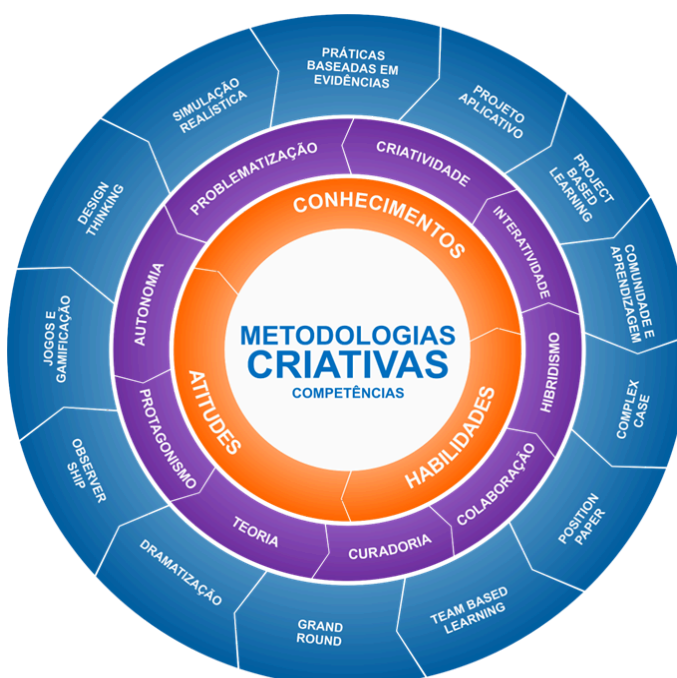 METODOLOGIAS
CRIATIVAS
COMPETÊNCIAS
CONHECIMENTOS
HABILIDADES
ATITUDES
CRIATIVIDADE
INTERATIVIDADE
HIBRIDISMO
COLABORAÇÃO
CURADORIA
TEORIA
PROTAGONISMO
AUTONOMIA
PROBLEMATIZAÇÃO
PRÁTICAS
BASEADAS EM
EVIDÊNCIAS
PROJETO
APLICATIVO
PROJECT
BASED
LEARNING
COMUNIDADE E
APRENDIZAGEM
COMPLEX
CASE
POSITION
PAPER
TEAM BASED
LEARNING
GRAND
ROUND
DRAMATIZAÇÃO
OBSERVER
SHIP
JOGOS E
GAMIFICAÇÃO
DESIGN
THINKING
SIMULAÇÃO
REALÍSTICA